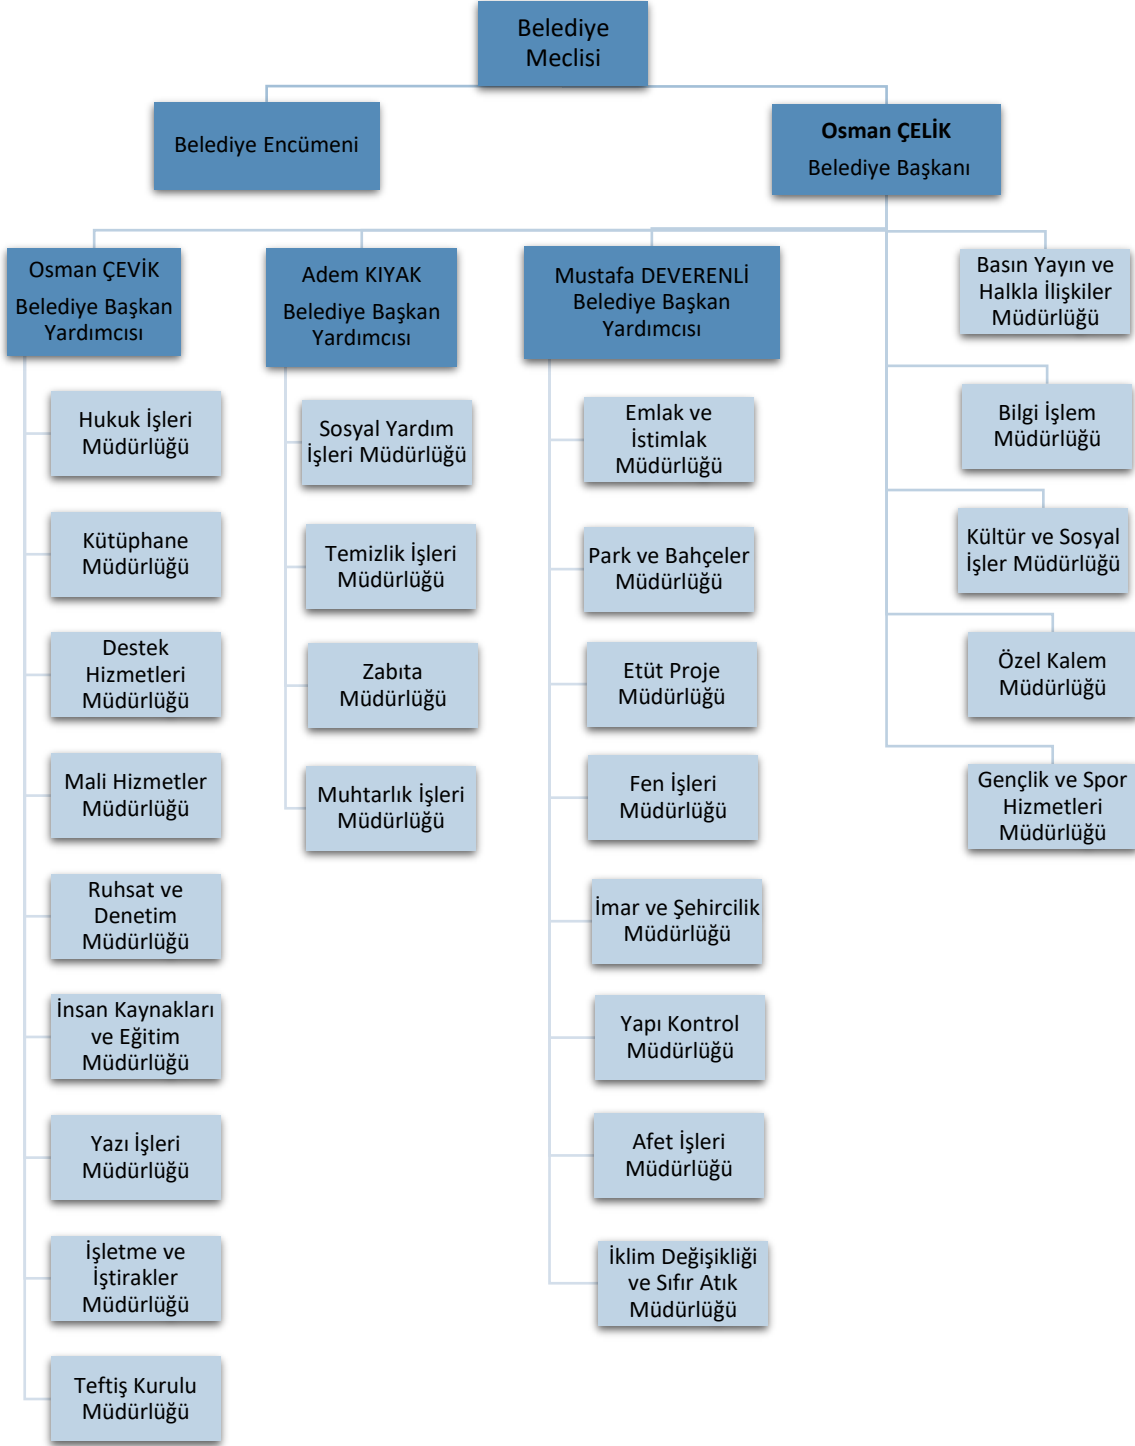 Belediye
Meclisi
Belediye Encümeni
Osman ÇELİK
Belediye Başkanı
Osman ÇEVİK
Belediye Başkan
Yardımcısı
Hukuk İşleri
Müdürlüğü
Kütüphane
Müdürlüğü
Destek
Hizmetleri
Müdürlüğü
Mali Hizmetler
Müdürlüğü
Ruhsat ve
Denetim
Müdürlüğü
İnsan Kaynakları
ve Eğitim
Müdürlüğü
Yazı İşleri
Müdürlüğü
İşletme ve
İştirakler
Müdürlüğü
Teftiş Kurulu
Müdürlüğü
Adem KIYAK
Belediye Başkan
Yardımcısı
Sosyal Yardım
İşleri Müdürlüğü
Temizlik İşleri
Müdürlüğü
Zabıta
Müdürlüğü
Muhtarlık İşleri
Müdürlüğü
Mustafa DEVERENLİ
Belediye Başkan
Yardımcısı
Emlak ve
İstimlak
Müdürlüğü
Park ve Bahçeler
Müdürlüğü
Etüt Proje
Müdürlüğü
Fen İşleri
Müdürlüğü
İmar ve Şehircilik
Müdürlüğü
Yapı Kontrol
Müdürlüğü
Afet İşleri
Müdürlüğü
İklim Değişikliği
ve Sıfır Atık
Müdürlüğü
Basın Yayın ve
Halkla İlişkiler
Müdürlüğü
Bilgi İşlem
Müdürlüğü
Kültür ve Sosyal
İşler Müdürlüğü
Özel Kalem
Müdürlüğü
Gençlik ve Spor
Hizmetleri
Müdürlüğü